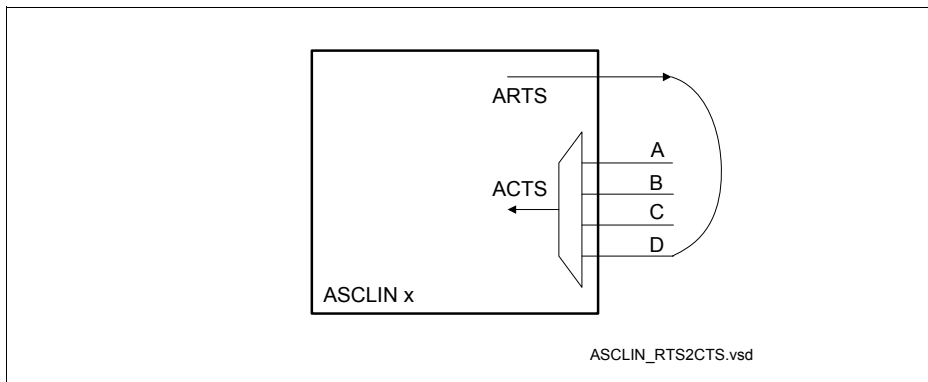 ARTS
A
B
ACTS
C
D
ASCLIN x
ASCLIN_RTS2CTS.vsd